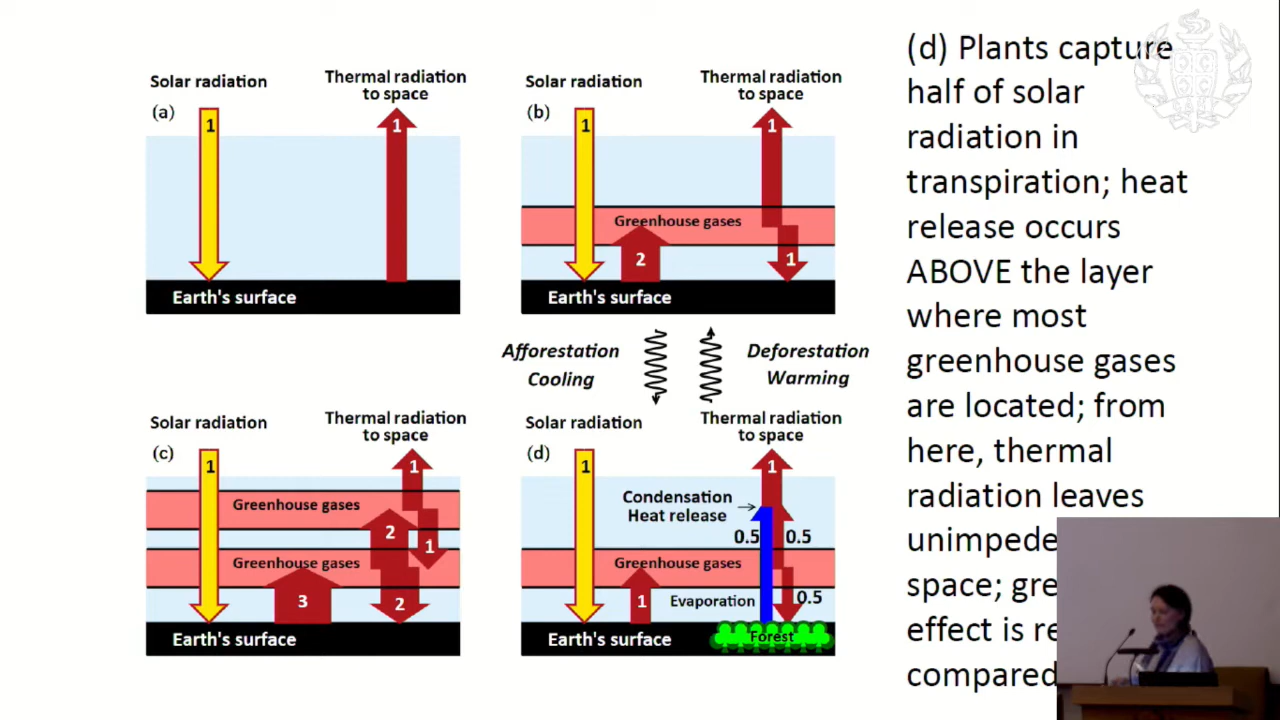 Solar radiation
Thermal radiation
to space
(a)
1
1
Earth's surface
Solar radiation
Thermal radiation
to space
(b)
1
1
Greenhouse gases
2
1
Earth's surface
Afforestation
Cooling
Deforestation
Warming
Solar radiation
Thermal radiation
to space
(c)
1
1
Greenhouse gases
2
1
Greenhouse gases
3
2
Earth's surface
Solar radiation
Thermal radiation
to space
(d)
1
1
Condensation
Heat release
0.5
0.5
Greenhouse gases
1
Evaporation
0.5
Forest
Earth's surface
(d) Plants capture
half of solar
radiation in
transpiration; heat
release occurs
ABOVE the layer
where most
greenhouse gases
are located; from
here, thermal
radiation leaves
space;
effect is
compared